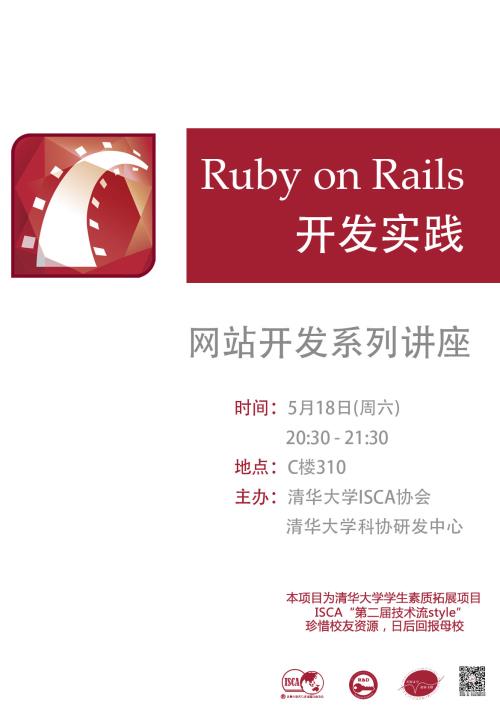 Ruby on Rails
开发实践
网站开发系列讲座
时间：5月18日(周六)
20:30 - 21:30
地点：C楼310
主办：清华大学ISCA协会
清华大学科协研发中心
本项目为清华大学学生素质拓展项目
ISCA“第二届技术流style”
珍惜校友资源，日后回报母校
ISCA
R&D